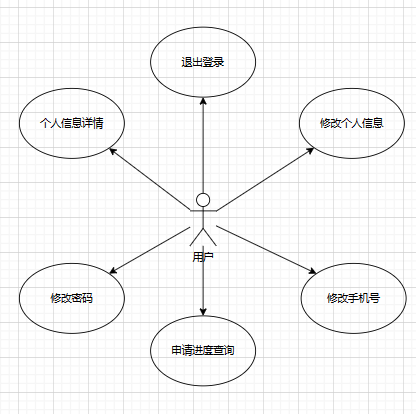 退出登录
个人信息详情
修改个人信息
用户
修改密码
修改手机号
申请进度查询